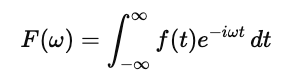 F(ω) = ∫_{-∞}^{∞} f(t)e^{-iωt} dt